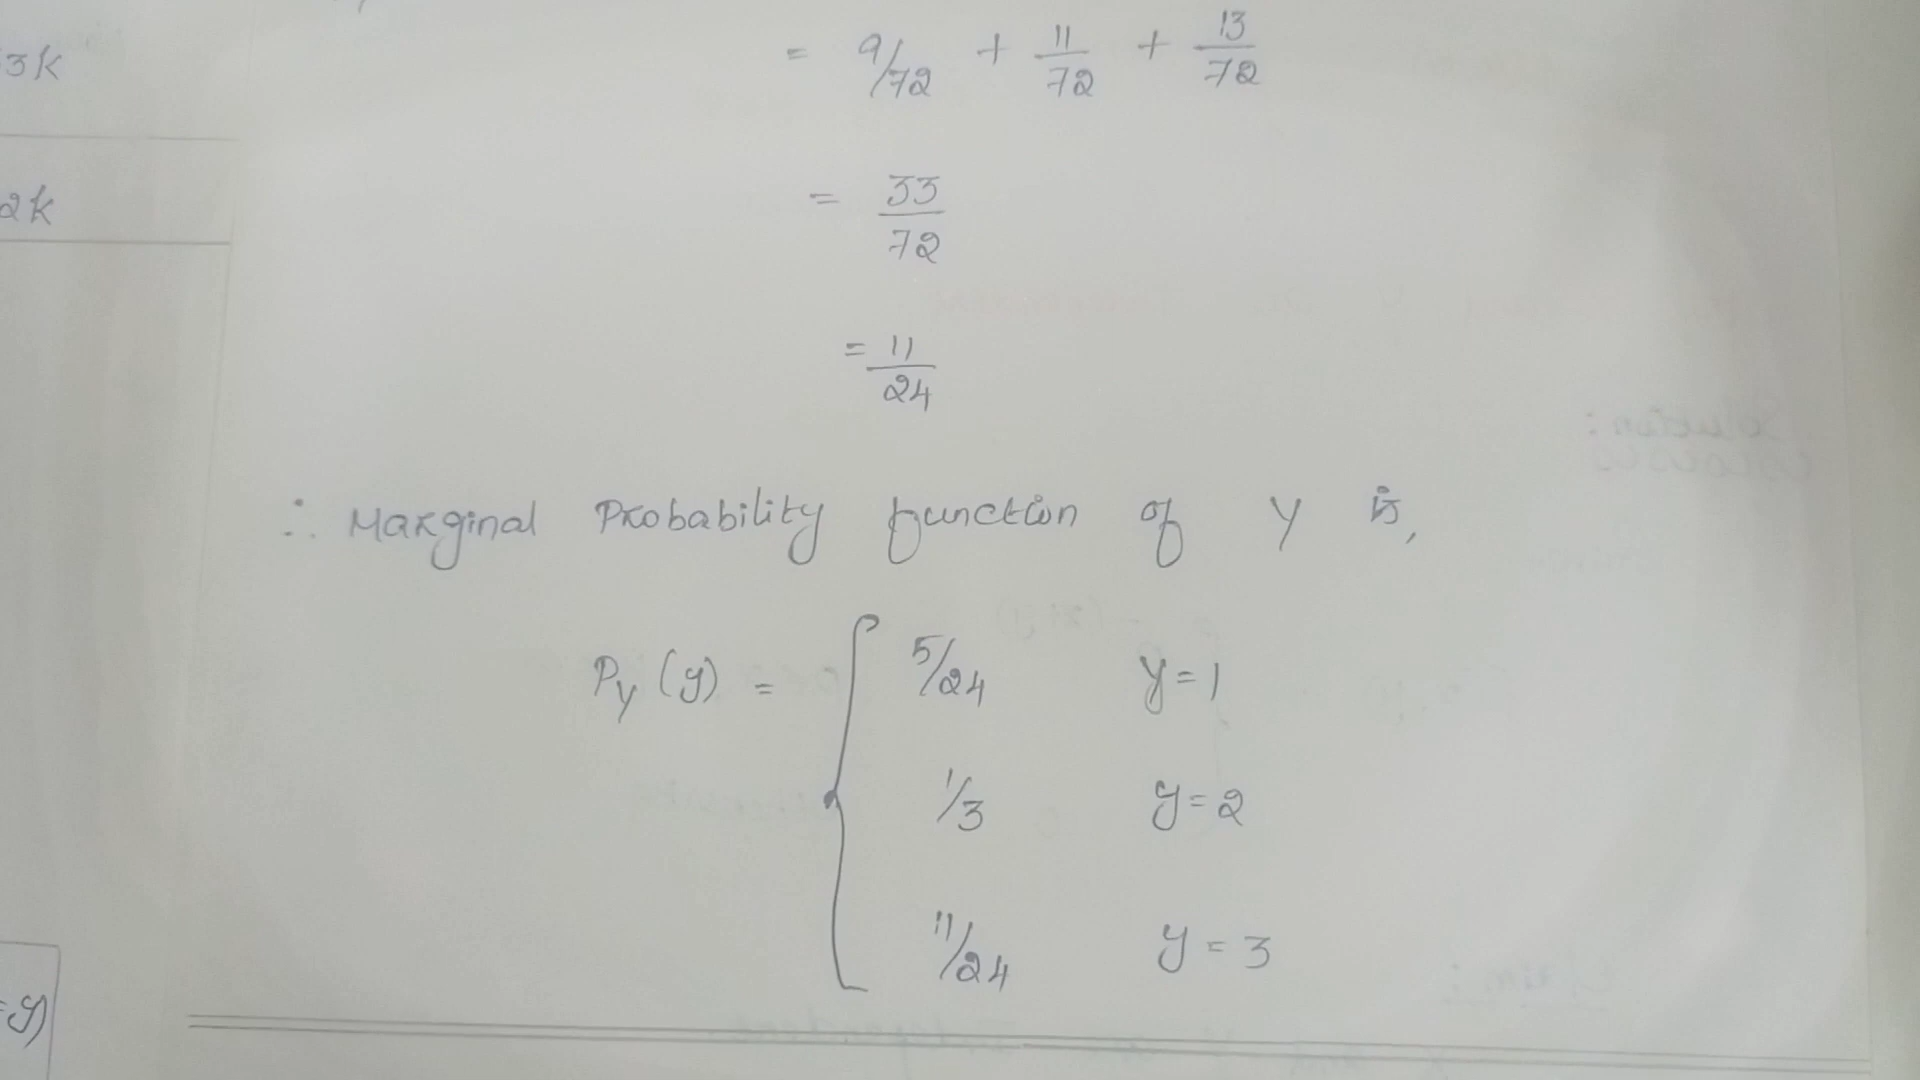 3k
2k
= 9/72 + 11/72 + 13/72
= 33/72
= 11/24
∴ Marginal Probability function of Y is,
P_Y (y) = { 5/24 y=1
1/3 y=2
11/24 y = 3
=y)